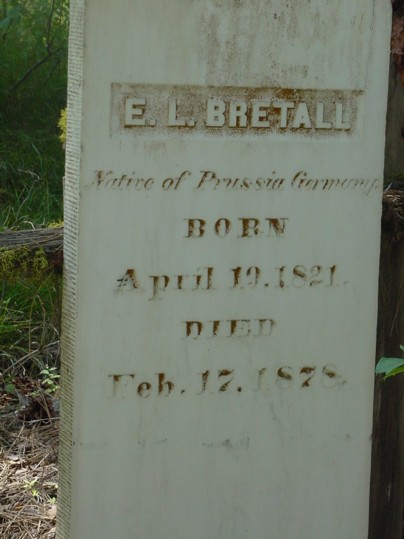 E. L. BRETALL
Native of Prussia Germany.
BORN
April 19. 1821.
DIED
Feb. 17. 1878.